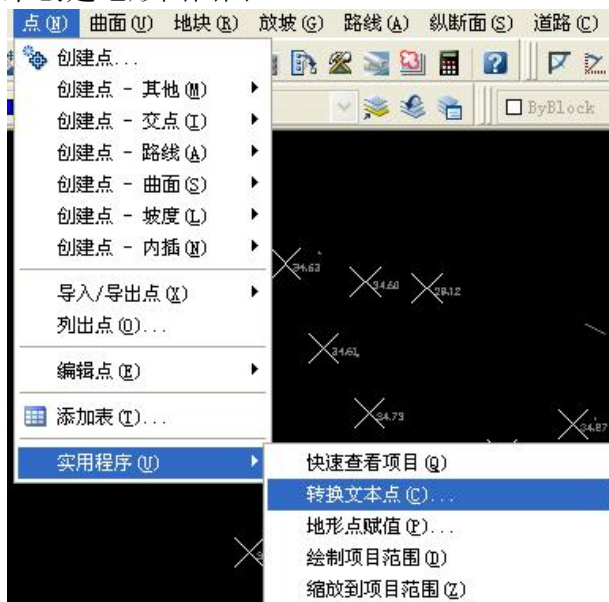 点(N) 曲面(U) 地块(R) 放坡(G) 路线(A) 纵断面(S) 道路(C)
创建点...
创建点 - 其他(M)
ByBlock
创建点 - 交点(I)
创建点 - 路线(A)
创建点 - 曲面(S)
创建点 - 坡度(L)
创建点 - 内插(N)
34.63
导入/导出点(X)
34.60
29.12
列出点(O)...
34.61
编辑点(E)
添加表(T)...
34.73
34.87
实用程序(U)
快速查看项目(Q)
转换文本点(C)...
地形点赋值(P)...
绘制项目范围(D)
缩放到项目范围(Z)